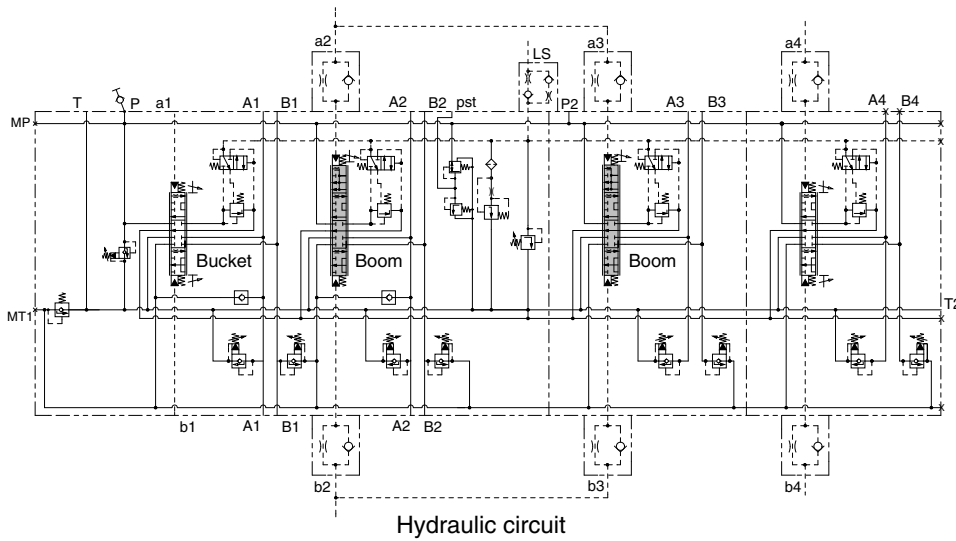 a2 a3 a4
LS
T P a1 A1 B1 A2 B2 pst P2 A3 B3 A4 B4
MP
Bucket Boom Boom
MT1 T2
b1 A1 B1 A2 B2
b2 b3 b4
Hydraulic circuit